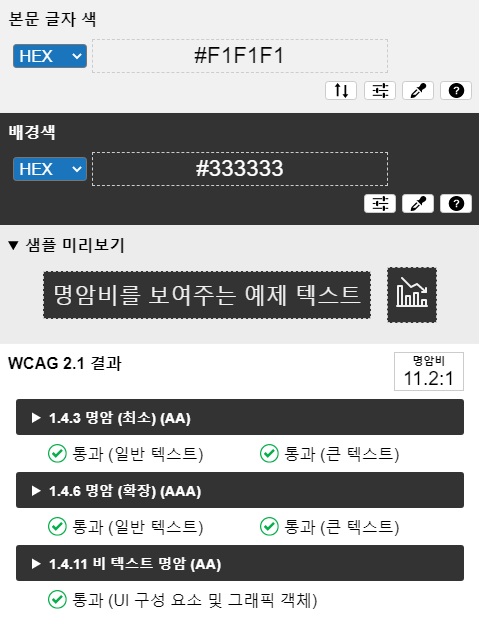 본문 글자 색
HEX
#F1F1F1
배경색
HEX
#333333
▼ 샘플 미리보기
명암비를 보여주는 예제 텍스트
WCAG 2.1 결과
명암비
11.2:1
▶ 1.4.3 명암 (최소) (AA)
통과 (일반 텍스트) 통과 (큰 텍스트)
▶ 1.4.6 명암 (확장) (AAA)
통과 (일반 텍스트) 통과 (큰 텍스트)
▶ 1.4.11 비 텍스트 명암 (AA)
통과 (UI 구성 요소 및 그래픽 객체)